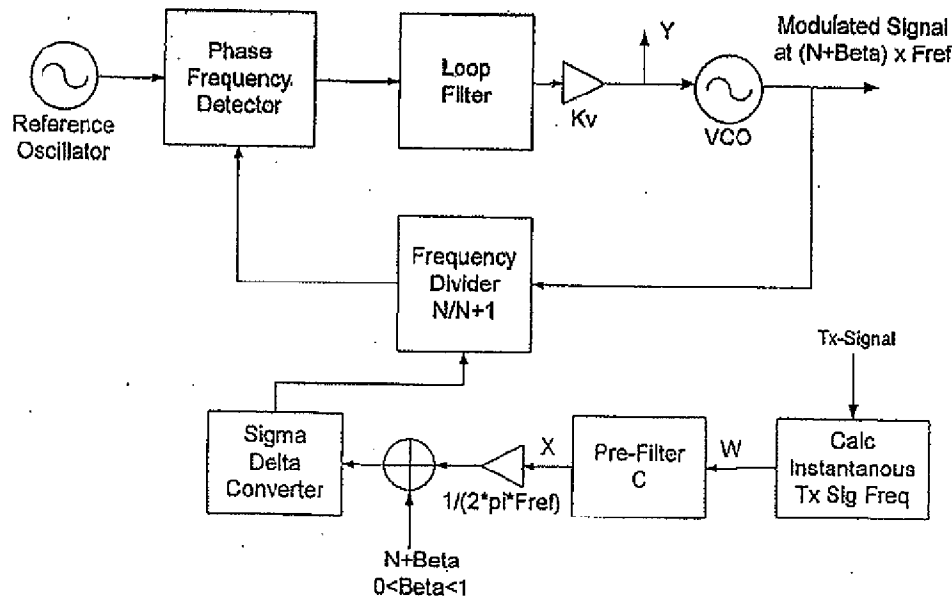 Phase
Frequency.
Detector
Reference
Oscillator
Loop
Filter
Kv
Y
VCO
Modulated Signal
at (N+Beta) x Fref
Frequency
Divider
N/N+1
Tx-Signal
Sigma
Delta
Converter
1/(2*pi*Fref)
X
Pre-Filter
C
W
Calc
Instantanous
Tx Sig Freq
N+Beta
0<Beta<1